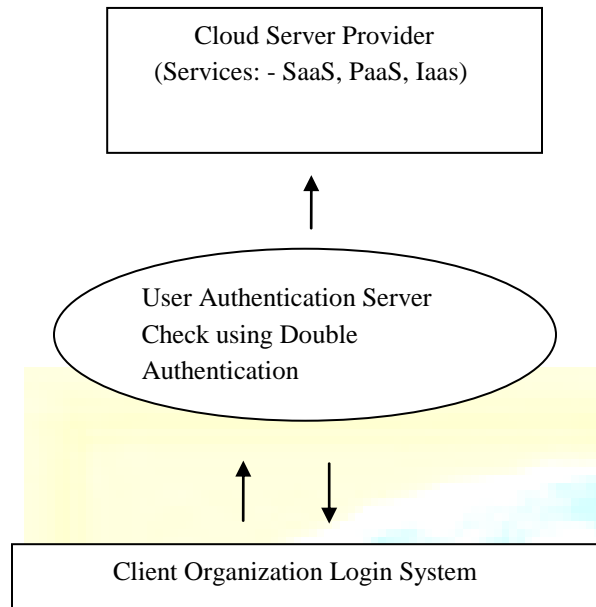 Cloud Server Provider
(Services: - SaaS, PaaS, Iaas)
User Authentication Server
Check using Double
Authentication
Client Organization Login System